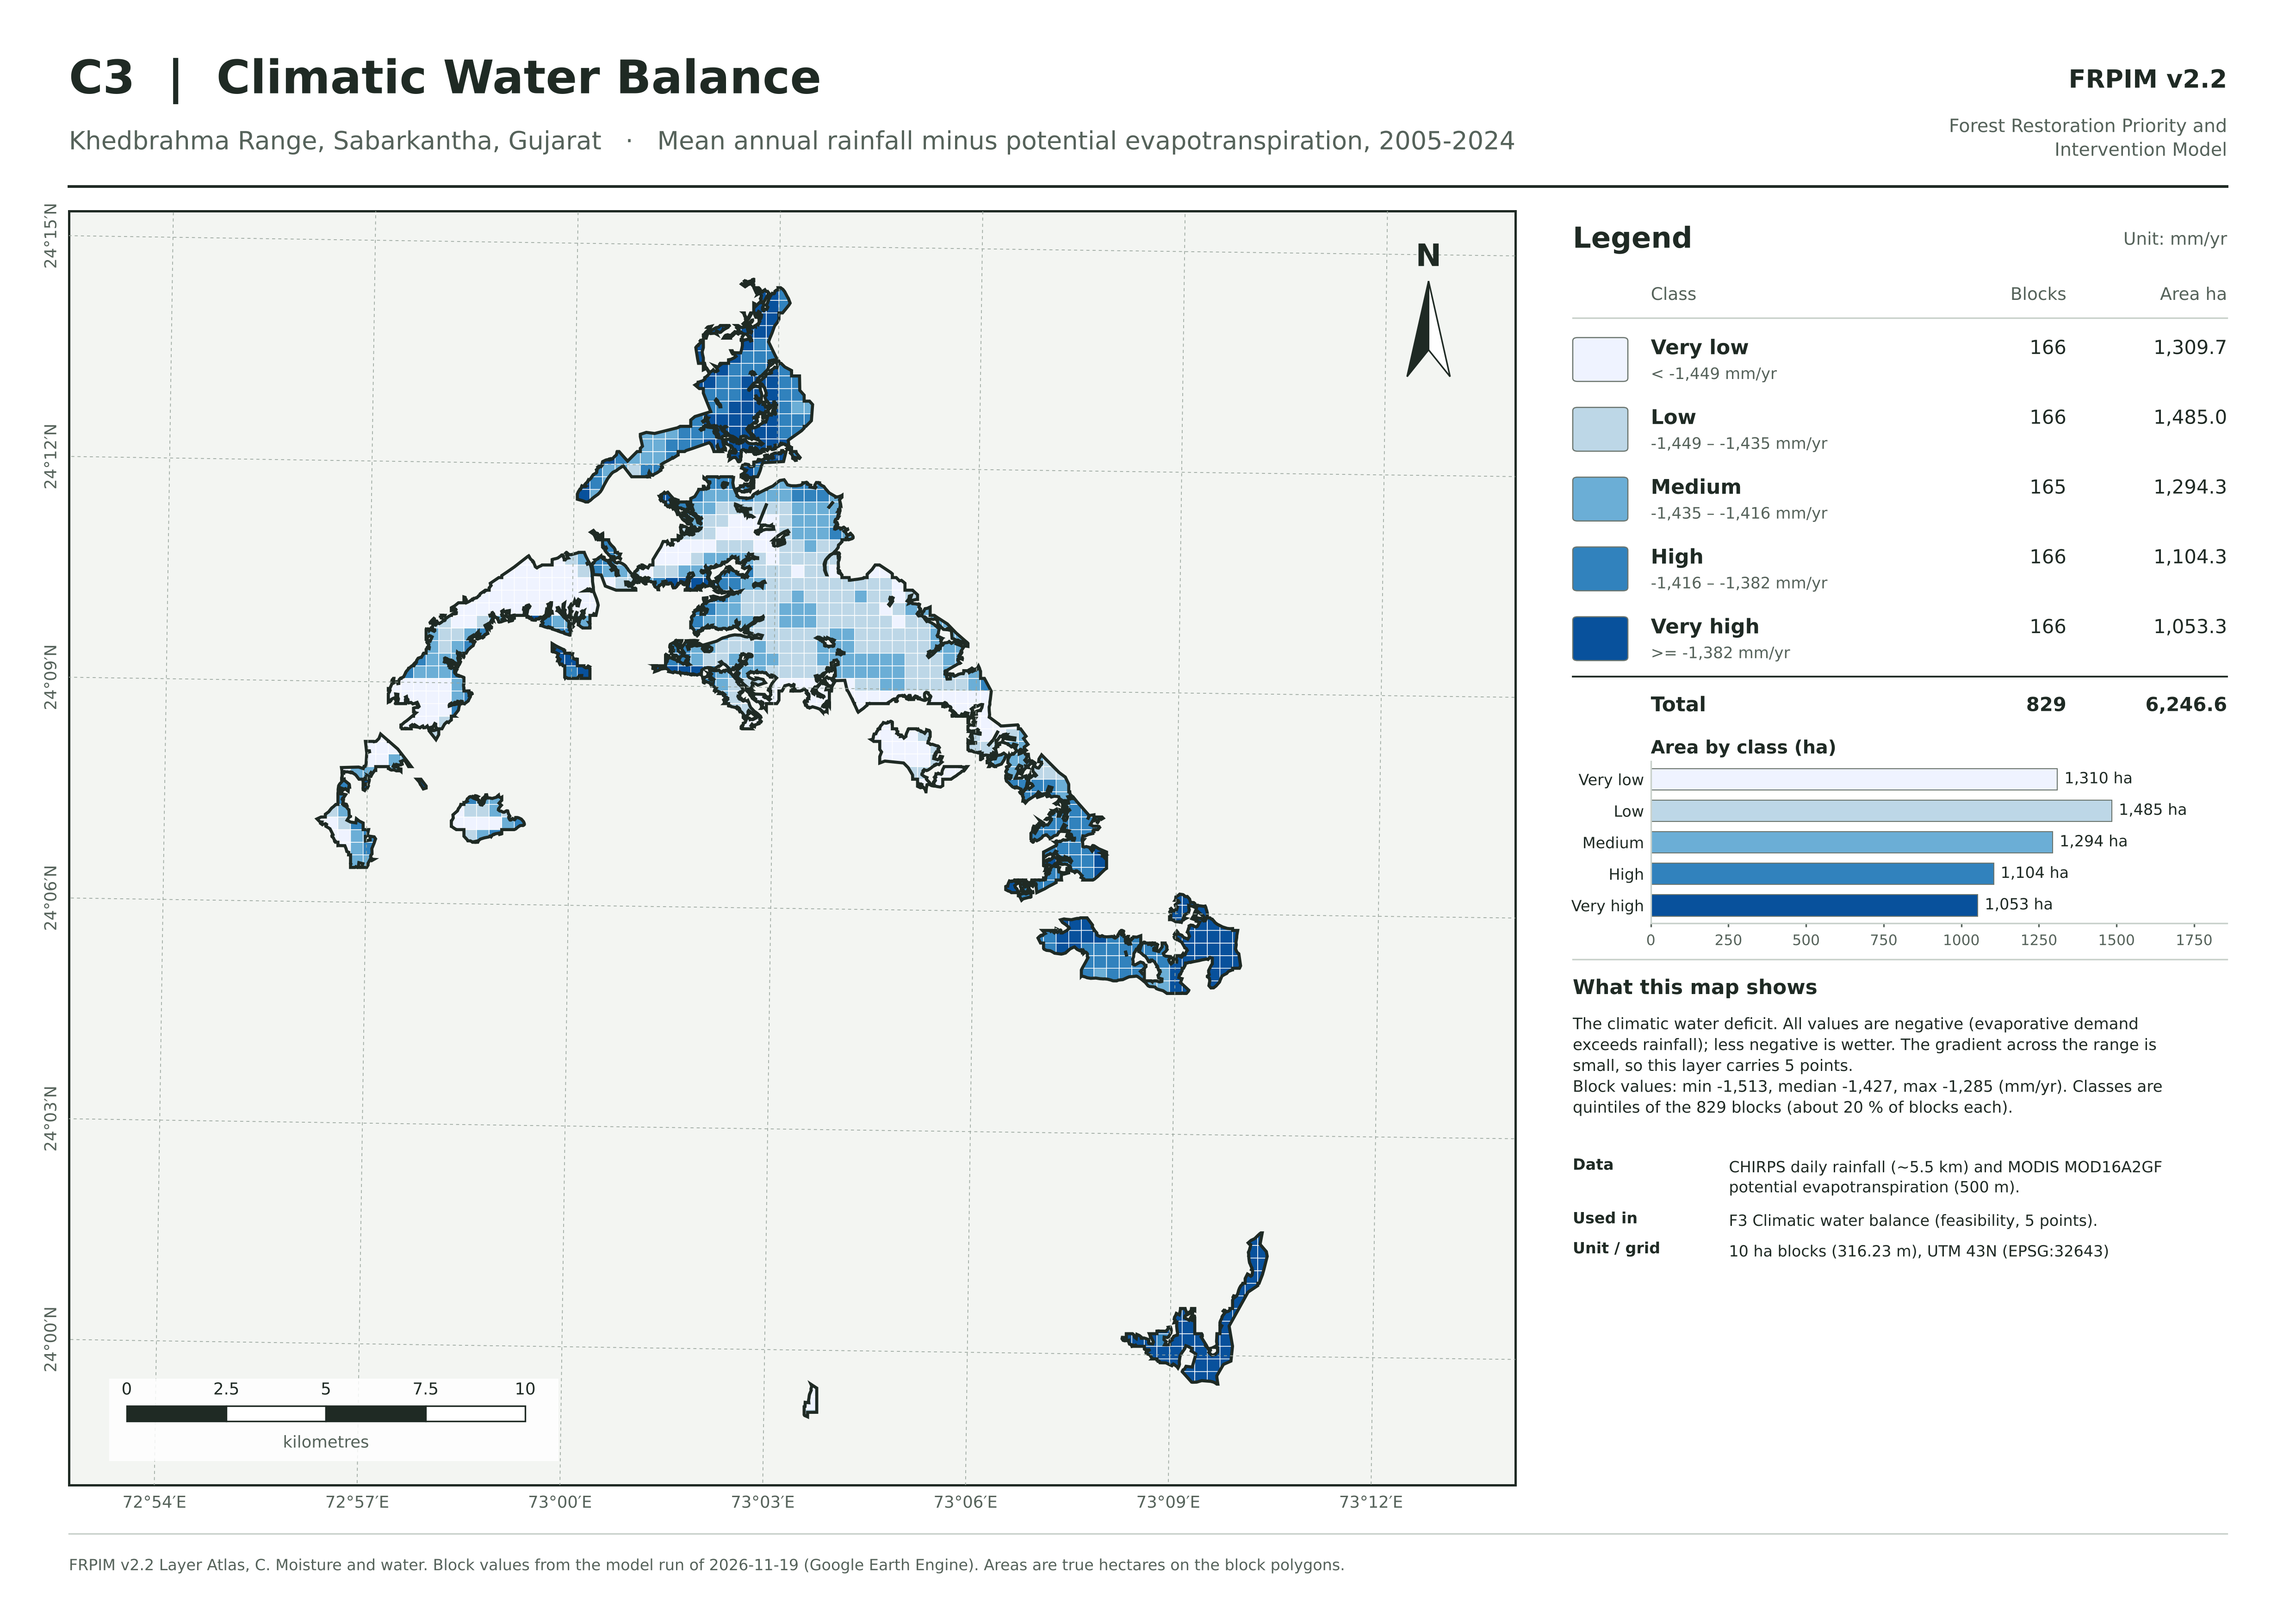 C3 | Climatic Water Balance
FRPIM v2.2
Khedbrahma Range, Sabarkantha, Gujarat · Mean annual rainfall minus potential evapotranspiration, 2005-2024
Forest Restoration Priority and
Intervention Model
24°15′N
24°12′N
24°09′N
24°06′N
24°03′N
24°00′N
N
0 2.5 5 7.5 10
kilometres
72°54′E 72°57′E 73°00′E 73°03′E 73°06′E 73°09′E 73°12′E
Legend Unit: mm/yr
Class Blocks Area ha
Very low 166 1,309.7
< -1,449 mm/yr
Low 166 1,485.0
-1,449 – -1,435 mm/yr
Medium 165 1,294.3
-1,435 – -1,416 mm/yr
High 166 1,104.3
-1,416 – -1,382 mm/yr
Very high 166 1,053.3
>= -1,382 mm/yr
Total 829 6,246.6
Area by class (ha)
Very low 1,310 ha
Low 1,485 ha
Medium 1,294 ha
High 1,104 ha
Very high 1,053 ha
0 250 500 750 1000 1250 1500 1750
What this map shows
The climatic water deficit. All values are negative (evaporative demand
exceeds rainfall); less negative is wetter. The gradient across the range is
small, so this layer carries 5 points.
Block values: min -1,513, median -1,427, max -1,285 (mm/yr). Classes are
quintiles of the 829 blocks (about 20 % of blocks each).
Data CHIRPS daily rainfall (~5.5 km) and MODIS MOD16A2GF
potential evapotranspiration (500 m).
Used in F3 Climatic water balance (feasibility, 5 points).
Unit / grid 10 ha blocks (316.23 m), UTM 43N (EPSG:32643)
FRPIM v2.2 Layer Atlas, C. Moisture and water. Block values from the model run of 2026-11-19 (Google Earth Engine). Areas are true hectares on the block polygons.